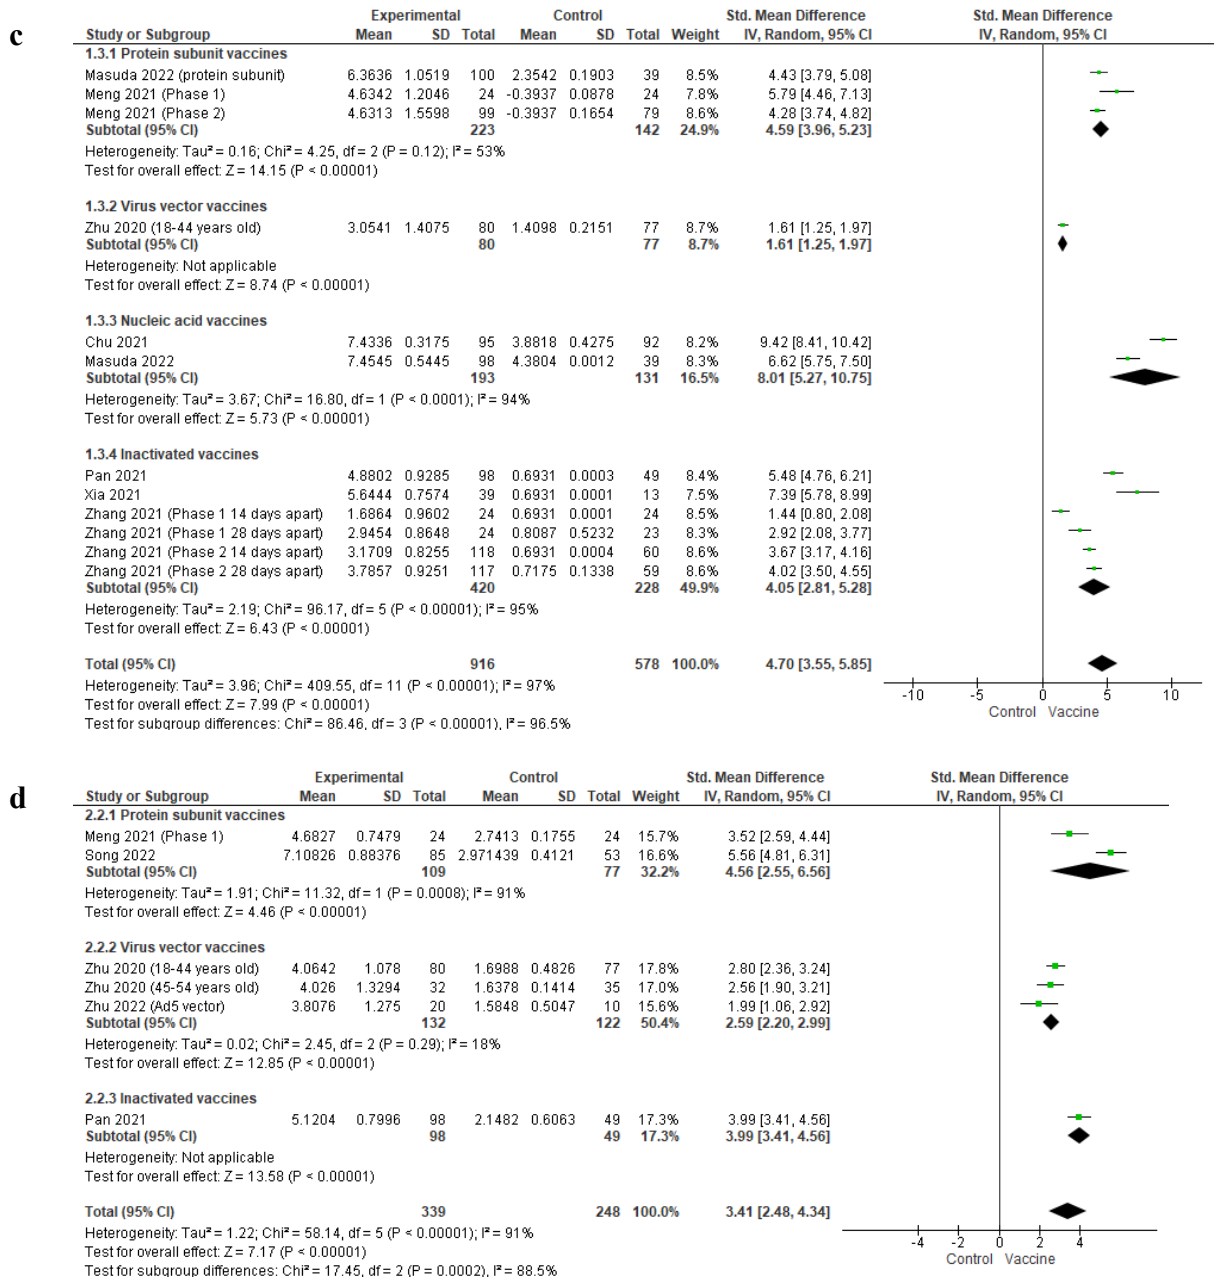 c
Experimental Control Std. Mean Difference Std. Mean Difference
Study or Subgroup Mean SD Total Mean SD Total Weight IV, Random, 95% CI IV, Random, 95% CI
1.3.1 Protein subunit vaccines
Masuda 2022 (protein subunit) 6.3636 1.0519 100 2.3542 0.1903 39 8.5% 4.43 [3.79, 5.08]
Meng 2021 (Phase 1) 4.6342 1.2046 24 -0.3937 0.0878 24 7.8% 5.79 [4.46, 7.13]
Meng 2021 (Phase 2) 4.6313 1.5598 99 -0.3937 0.1654 79 8.6% 4.28 [3.74, 4.82]
Subtotal (95% CI) 223 142 24.9% 4.59 [3.96, 5.23]
Heterogeneity: Tau² = 0.16; Chi² = 4.25, df = 2 (P = 0.12); I² = 53%
Test for overall effect: Z = 14.15 (P < 0.00001)
1.3.2 Virus vector vaccines
Zhu 2020 (18-44 years old) 3.0541 1.4075 80 1.4098 0.2151 77 8.7% 1.61 [1.25, 1.97]
Subtotal (95% CI) 80 77 8.7% 1.61 [1.25, 1.97]
Heterogeneity: Not applicable
Test for overall effect: Z = 8.74 (P < 0.00001)
1.3.3 Nucleic acid vaccines
Chu 2021 7.4336 0.3175 95 3.8818 0.4275 92 8.2% 9.42 [8.41, 10.42]
Masuda 2022 7.4545 0.5445 98 4.3804 0.0012 39 8.3% 6.62 [5.75, 7.50]
Subtotal (95% CI) 193 131 16.5% 8.01 [5.27, 10.75]
Heterogeneity: Tau² = 3.67; Chi² = 16.80, df = 1 (P < 0.0001); I² = 94%
Test for overall effect: Z = 5.73 (P < 0.00001)
1.3.4 Inactivated vaccines
Pan 2021 4.8802 0.9285 98 0.6931 0.0003 49 8.4% 5.48 [4.76, 6.21]
Xia 2021 5.6444 0.7574 39 0.6931 0.0001 13 7.5% 7.39 [5.78, 8.99]
Zhang 2021 (Phase 1 14 days apart) 1.6864 0.9602 24 0.6931 0.0001 24 8.5% 1.44 [0.80, 2.08]
Zhang 2021 (Phase 1 28 days apart) 2.9454 0.8648 24 0.8087 0.5232 23 8.3% 2.92 [2.08, 3.77]
Zhang 2021 (Phase 2 14 days apart) 3.1709 0.8255 118 0.6931 0.0004 60 8.6% 3.67 [3.17, 4.16]
Zhang 2021 (Phase 2 28 days apart) 3.7857 0.9251 117 0.7175 0.1338 59 8.6% 4.02 [3.50, 4.55]
Subtotal (95% CI) 420 228 49.9% 4.05 [2.81, 5.28]
Heterogeneity: Tau² = 2.19; Chi² = 96.17, df = 5 (P < 0.00001); I² = 95%
Test for overall effect: Z = 6.43 (P < 0.00001)
Total (95% CI) 916 578 100.0% 4.70 [3.55, 5.85]
Heterogeneity: Tau² = 3.96; Chi² = 409.55, df = 11 (P < 0.00001); I² = 97%
Test for overall effect: Z = 7.99 (P < 0.00001)
Test for subgroup differences: Chi² = 86.46, df = 3 (P < 0.00001), I² = 96.5%
-10 -5 0 5 10
Control Vaccine
d
Experimental Control Std. Mean Difference Std. Mean Difference
Study or Subgroup Mean SD Total Mean SD Total Weight IV, Random, 95% CI IV, Random, 95% CI
2.2.1 Protein subunit vaccines
Meng 2021 (Phase 1) 4.6827 0.7479 24 2.7413 0.1755 24 15.7% 3.52 [2.59, 4.44]
Song 2022 7.10826 0.88376 85 2.971439 0.4121 53 16.6% 5.56 [4.81, 6.31]
Subtotal (95% CI) 109 77 32.2% 4.56 [2.55, 6.56]
Heterogeneity: Tau² = 1.91; Chi² = 11.32, df = 1 (P = 0.0008); I² = 91%
Test for overall effect: Z = 4.46 (P < 0.00001)
2.2.2 Virus vector vaccines
Zhu 2020 (18-44 years old) 4.0642 1.078 80 1.6988 0.4826 77 17.8% 2.80 [2.36, 3.24]
Zhu 2020 (45-54 years old) 4.026 1.3294 32 1.6378 0.1414 35 17.0% 2.56 [1.90, 3.21]
Zhu 2022 (Ad5 vector) 3.8076 1.275 20 1.5848 0.5047 10 15.6% 1.99 [1.06, 2.92]
Subtotal (95% CI) 132 122 50.4% 2.59 [2.20, 2.99]
Heterogeneity: Tau² = 0.02; Chi² = 2.45, df = 2 (P = 0.29); I² = 18%
Test for overall effect: Z = 12.85 (P < 0.00001)
2.2.3 Inactivated vaccines
Pan 2021 5.1204 0.7996 98 2.1482 0.6063 49 17.3% 3.99 [3.41, 4.56]
Subtotal (95% CI) 98 49 17.3% 3.99 [3.41, 4.56]
Heterogeneity: Not applicable
Test for overall effect: Z = 13.58 (P < 0.00001)
Total (95% CI) 339 248 100.0% 3.41 [2.48, 4.34]
Heterogeneity: Tau² = 1.22; Chi² = 58.14, df = 5 (P < 0.00001); I² = 91%
Test for overall effect: Z = 7.17 (P < 0.00001)
Test for subgroup differences: Chi² = 17.45, df = 2 (P = 0.0002), I² = 88.5%
-4 -2 0 2 4
Control Vaccine